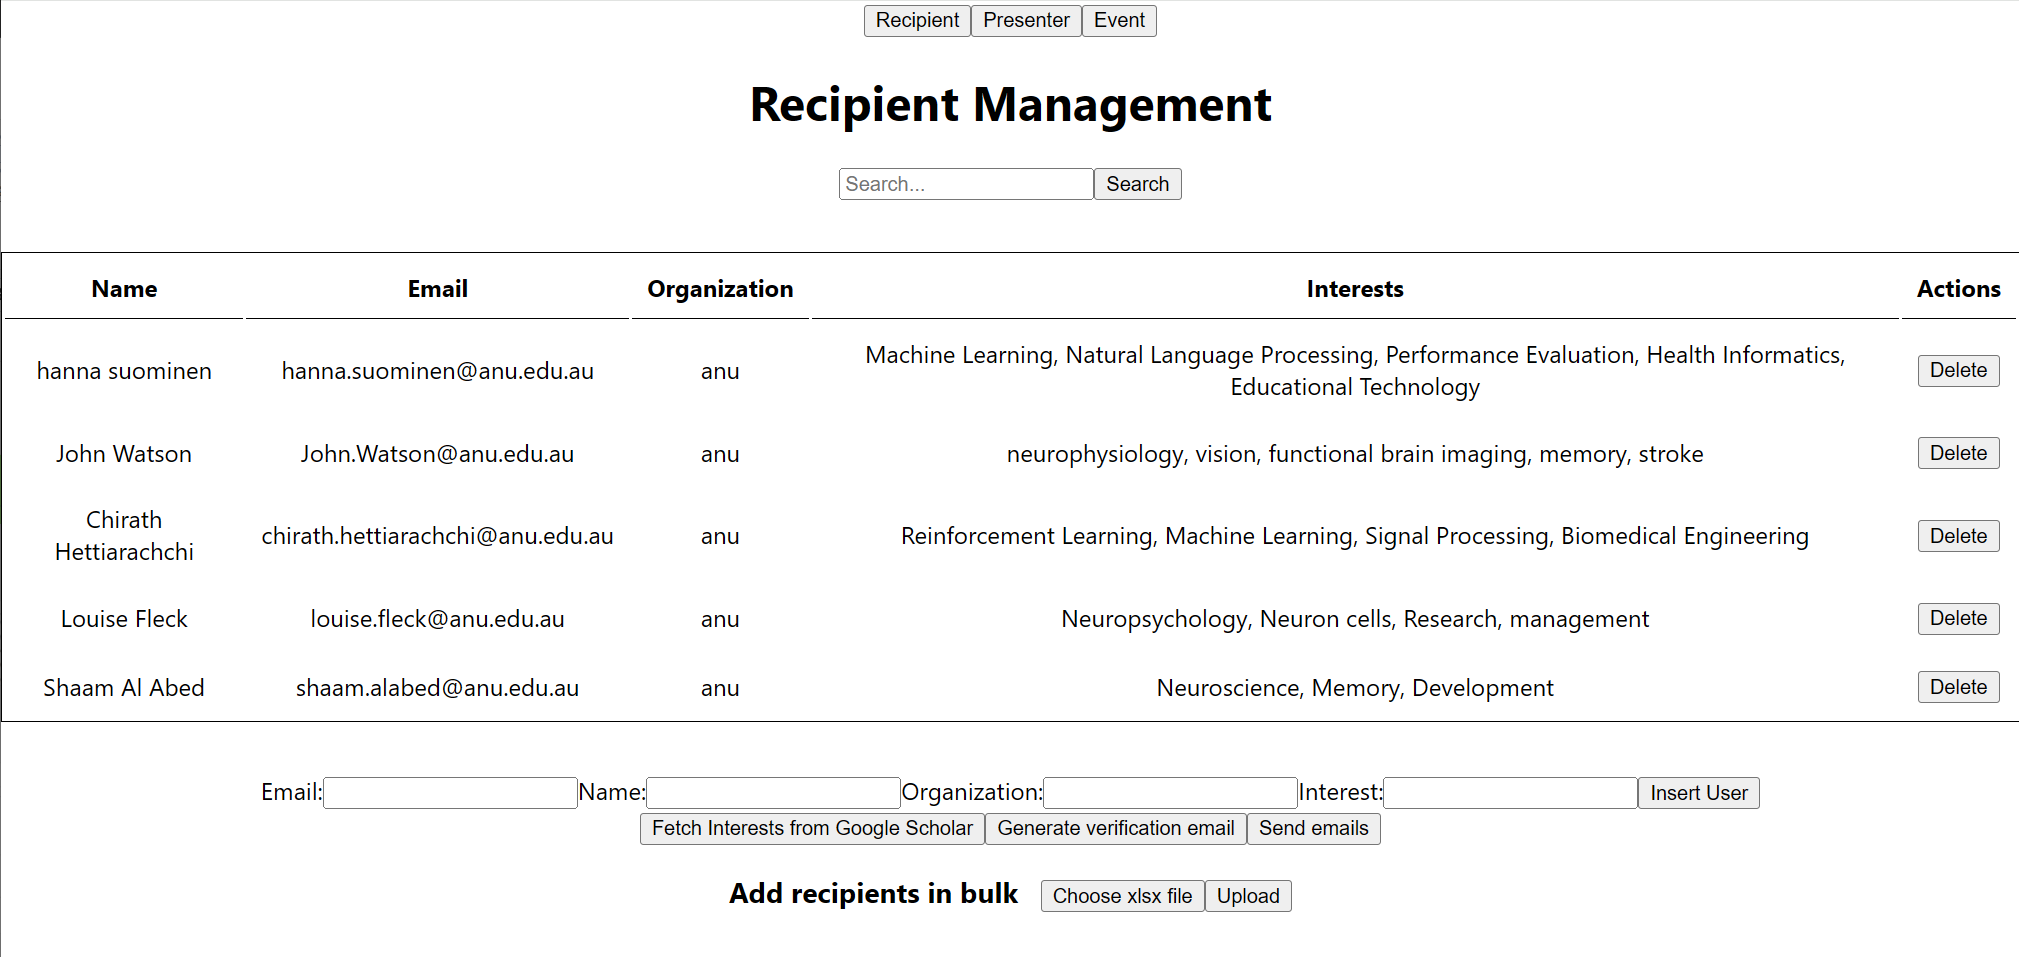 Recipient Presenter Event
Recipient Management
Search... Search
Name Email Organization Interests Actions
hanna suominen hanna.suominen@anu.edu.au anu Machine Learning, Natural Language Processing, Performance Evaluation, Health Informatics,
Educational Technology Delete
John Watson John.Watson@anu.edu.au anu neurophysiology, vision, functional brain imaging, memory, stroke Delete
Chirath
Hettiarachchi chirath.hettiarachchi@anu.edu.au anu Reinforcement Learning, Machine Learning, Signal Processing, Biomedical Engineering Delete
Louise Fleck louise.fleck@anu.edu.au anu Neuropsychology, Neuron cells, Research, management Delete
Shaam Al Abed shaam.alabed@anu.edu.au anu Neuroscience, Memory, Development Delete
Email: Name: Organization: Interest: Insert User
Fetch Interests from Google Scholar Generate verification email Send emails
Add recipients in bulk Choose xlsx file Upload